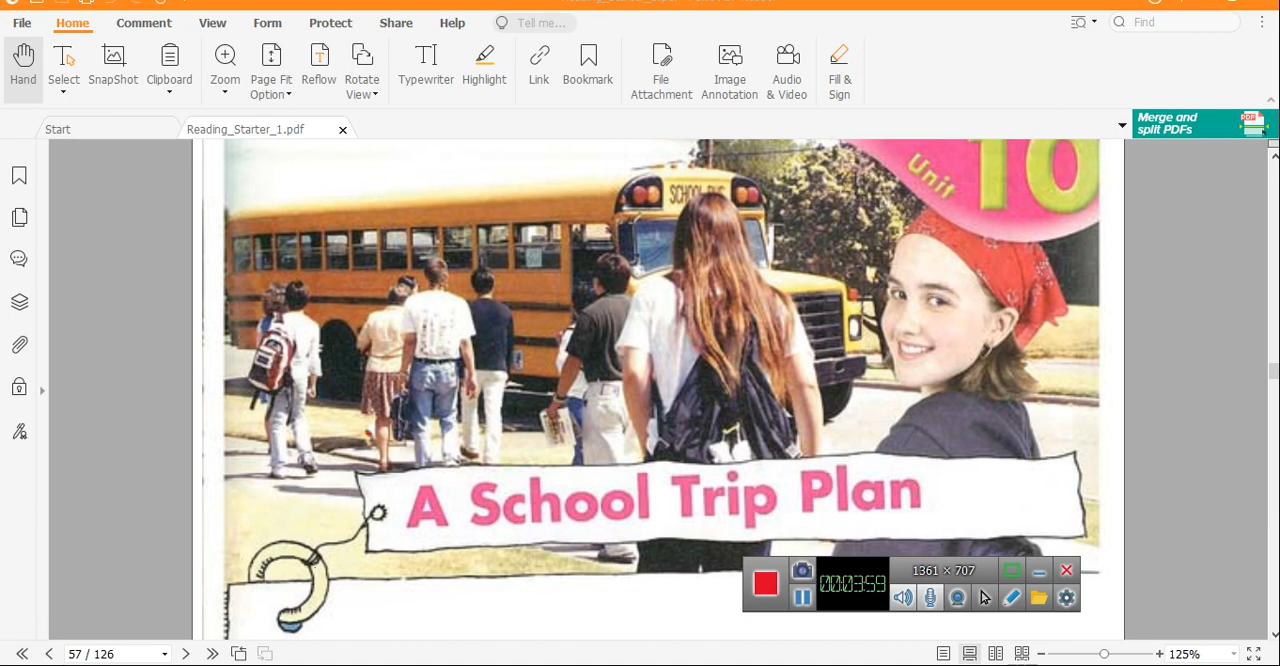 File Home Comment View Form Protect Share Help Tell me... Find
Hand Select SnapShot Clipboard Zoom Page Fit Option Reflow Rotate View Typewriter Highlight Link Bookmark File Attachment Image Annotation Audio & Video Fill & Sign
Start Reading_Starter_1.pdf
Merge and
split PDFs
PDF
Unit 10
SCHOOL BUS
A School Trip Plan
1361 × 707
00:03:59
57 / 126
125%